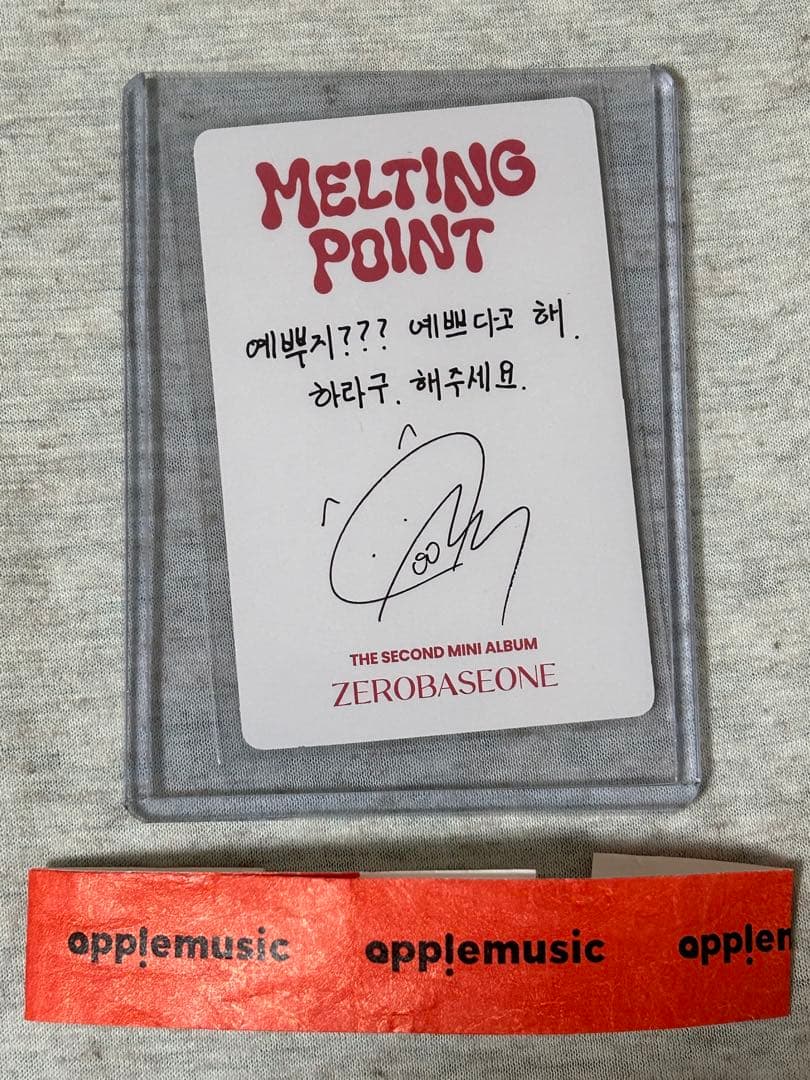 MELTING
POINT
예쁘지??? 예쁘다고 해.
하라구. 해주세요.
THE SECOND MINI ALBUM
ZEROBASEONE
applemusic applemusic